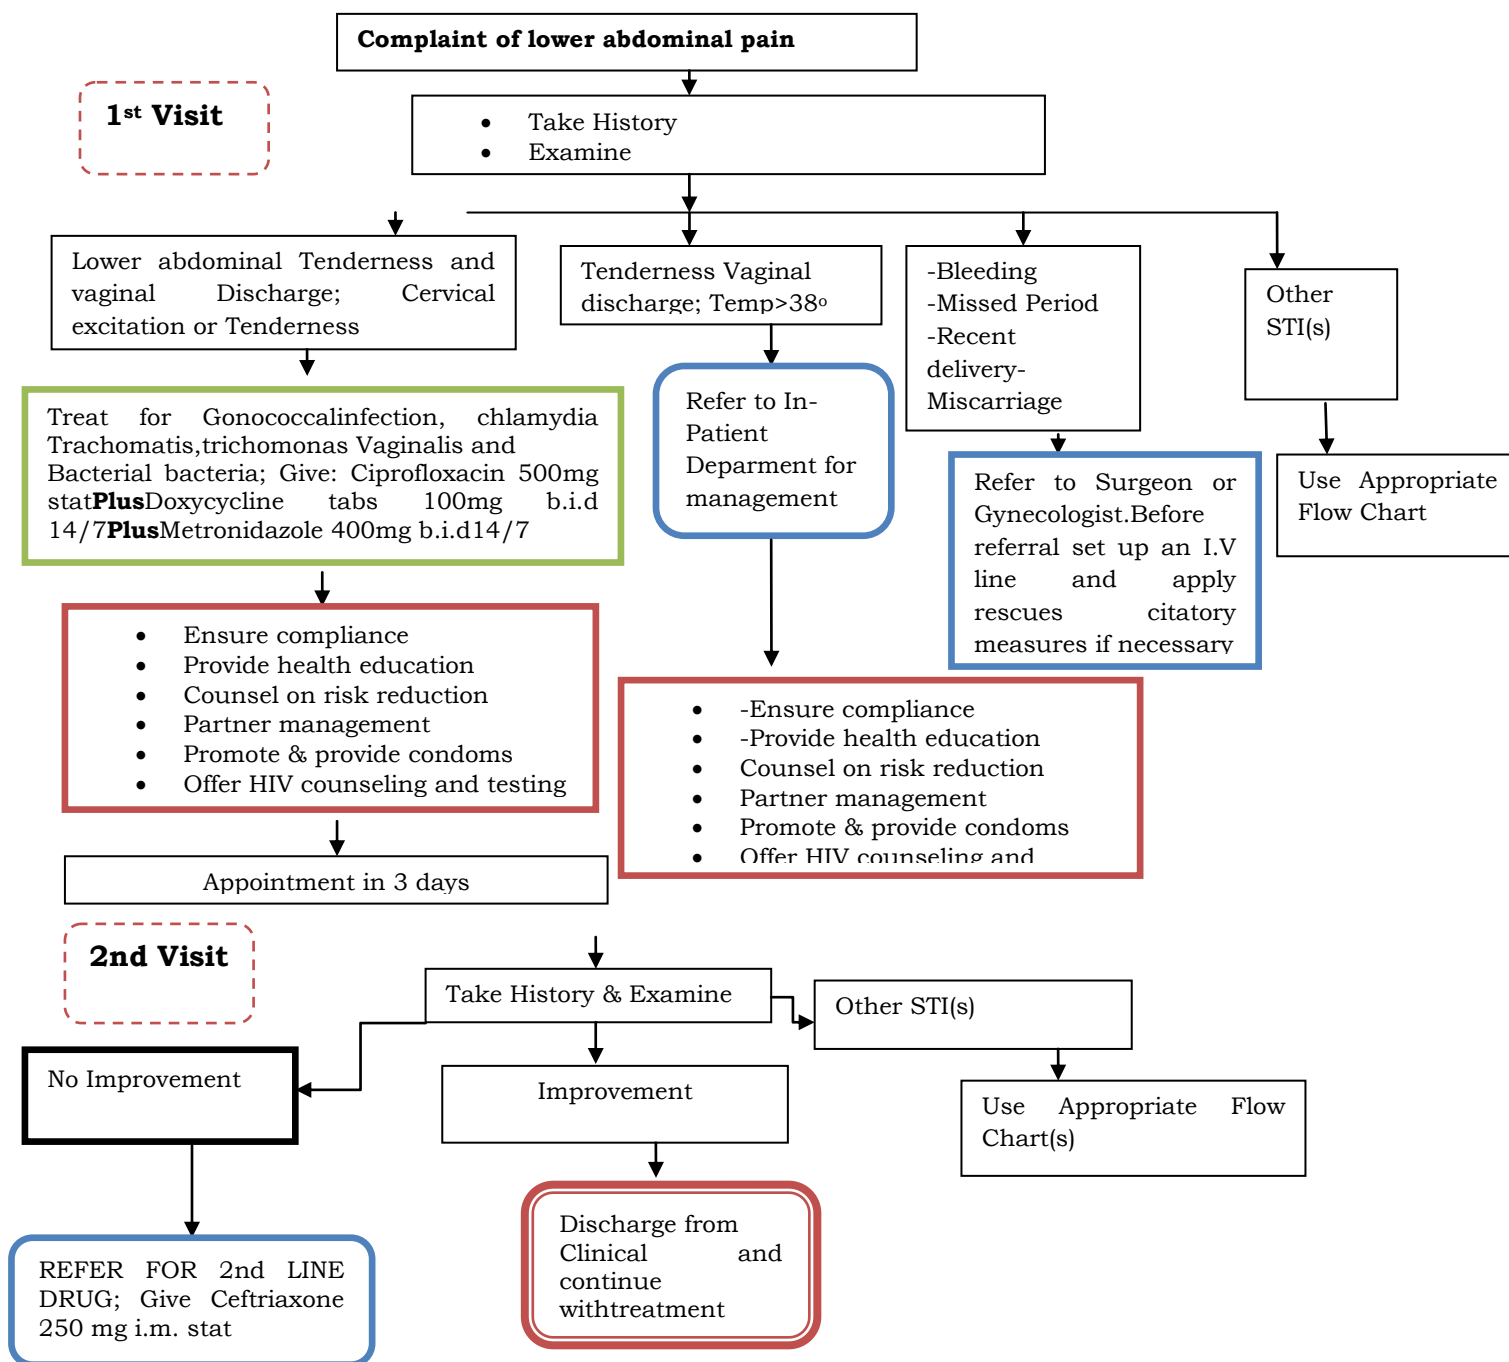 Complaint of lower abdominal pain
1st Visit
• Take History
• Examine
Lower abdominal Tenderness and
vaginal Discharge; Cervical
excitation or Tenderness
Tenderness Vaginal
discharge; Temp>38o
-Bleeding
-Missed Period
-Recent
delivery-
Miscarriage
Other
STI(s)
Treat for Gonococcalinfection, chlamydia
Trachomatis,trichomonas Vaginalis and
Bacterial bacteria; Give: Ciprofloxacin 500mg
statPlusDoxycycline tabs 100mg b.i.d
14/7PlusMetronidazole 400mg b.i.d14/7
Refer to In-
Patient
Deparment for
management
Refer to Surgeon or
Gynecologist.Before
referral set up an I.V
line and apply
rescues citatory
measures if necessary
Use Appropriate
Flow Chart
• Ensure compliance
• Provide health education
• Counsel on risk reduction
• Partner management
• Promote & provide condoms
• Offer HIV counseling and testing
• -Ensure compliance
• -Provide health education
• Counsel on risk reduction
• Partner management
• Promote & provide condoms
• Offer HIV counseling and
Appointment in 3 days
2nd Visit
Take History & Examine
Other STI(s)
No Improvement
Improvement
Use Appropriate Flow
Chart(s)
REFER FOR 2nd LINE
DRUG; Give Ceftriaxone
250 mg i.m. stat
Discharge from
Clinical and
continue
withtreatment